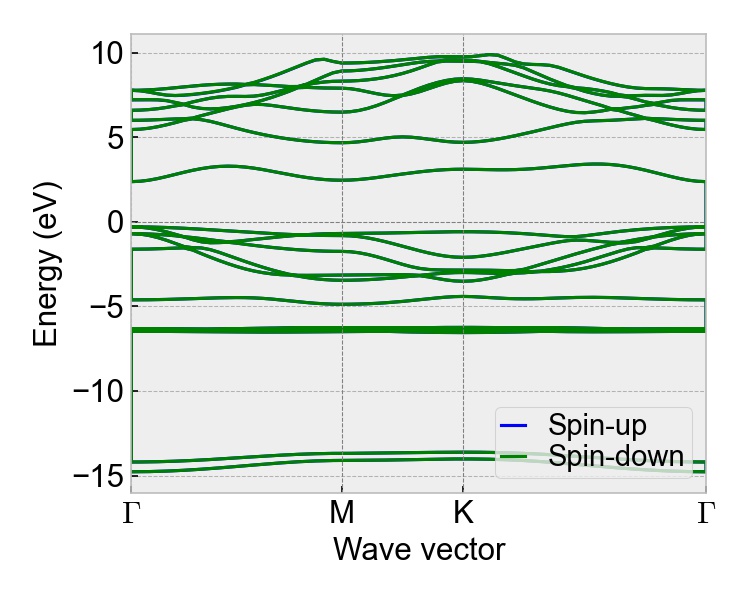 10
5
0
−5
−10
−15
Energy (eV)
Spin-up
Spin-down
Γ M K Γ
Wave vector